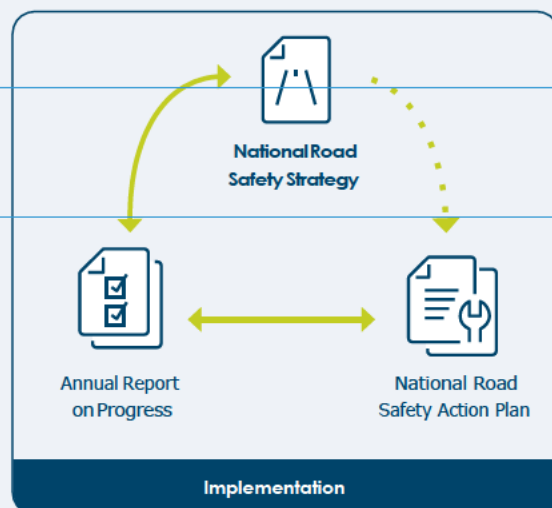 National Road
Safety Strategy
Annual Report
on Progress
National Road
Safety Action Plan
Implementation